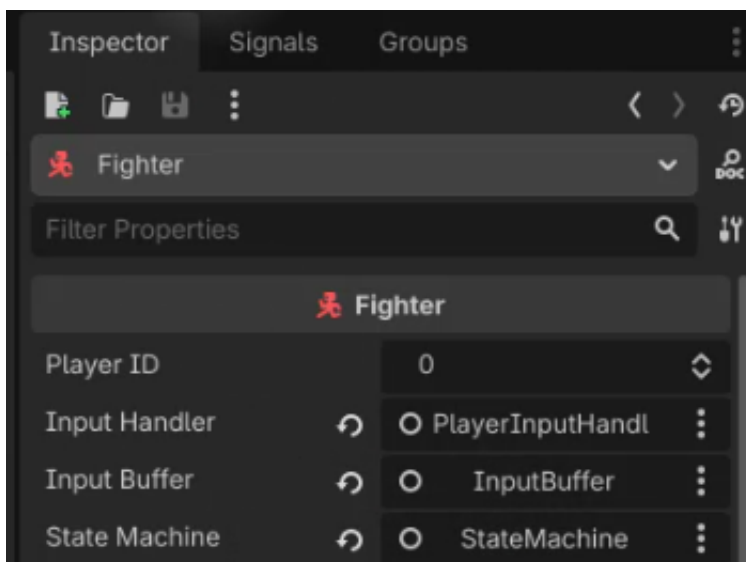 Inspector Signals Groups
Fighter
DOC
Filter Properties
Fighter
Player ID 0
Input Handler PlayerInputHandl
Input Buffer InputBuffer
State Machine StateMachine